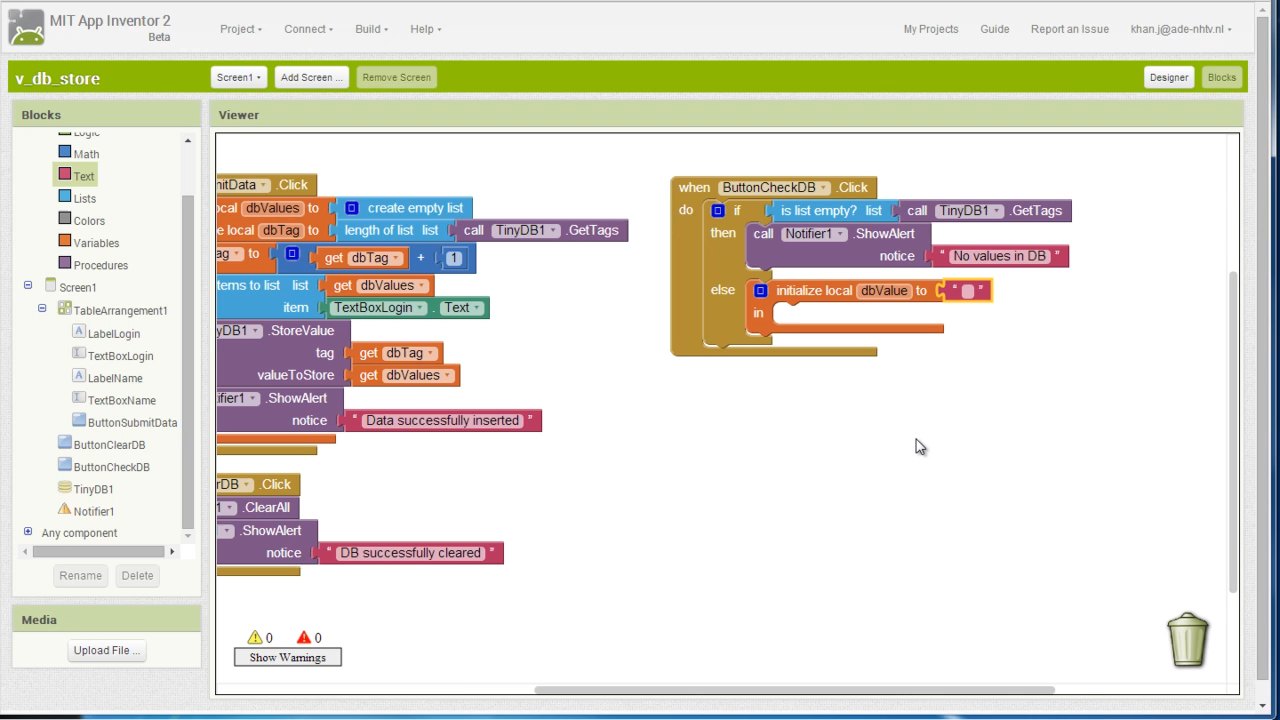 MIT App Inventor 2
Beta
Project Connect Build Help
My Projects Guide Report an Issue khan.j@ade-nhtv.nl
v_db_store
Screen1 Add Screen ... Remove Screen
Designer Blocks
Blocks
Viewer
Logic
Math
Text
Lists
Colors
Variables
Procedures
Screen1
TableArrangement1
LabelLogin
TextBoxLogin
LabelName
TextBoxName
ButtonSubmitData
ButtonClearDB
ButtonCheckDB
TinyDB1
Notifier1
Any component
Rename Delete
Media
Upload File ...
mitData .Click
ocal dbValues to create empty list
e local dbTag to length of list list call TinyDB1 .GetTags
ag to get dbTag + 1
tems to list list get dbValues
item TextBoxLogin . Text
yDB1 .StoreValue
tag get dbTag
valueToStore get dbValues
ifier1 .ShowAlert
notice " Data successfully inserted "
rDB .Click
1 .ClearAll
.ShowAlert
notice " DB successfully cleared "
when ButtonCheckDB .Click
do if is list empty? list call TinyDB1 .GetTags
then call Notifier1 .ShowAlert
notice " No values in DB "
else initialize local dbValue to " "
in
0 0
Show Warnings